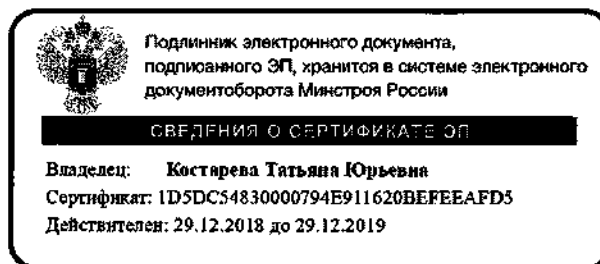 Подлинник электронного документа,
подписанного ЭП, хранится в системе электронного
документооборота Минстроя России
СВЕДЕНИЯ О СЕРТИФИКАТЕ ЭП
Владелец: Костарева Татьяна Юрьевна
Сертификат: 1D5DC54830000794E911620BEFEEAFD5
Действителен: 29.12.2018 до 29.12.2019